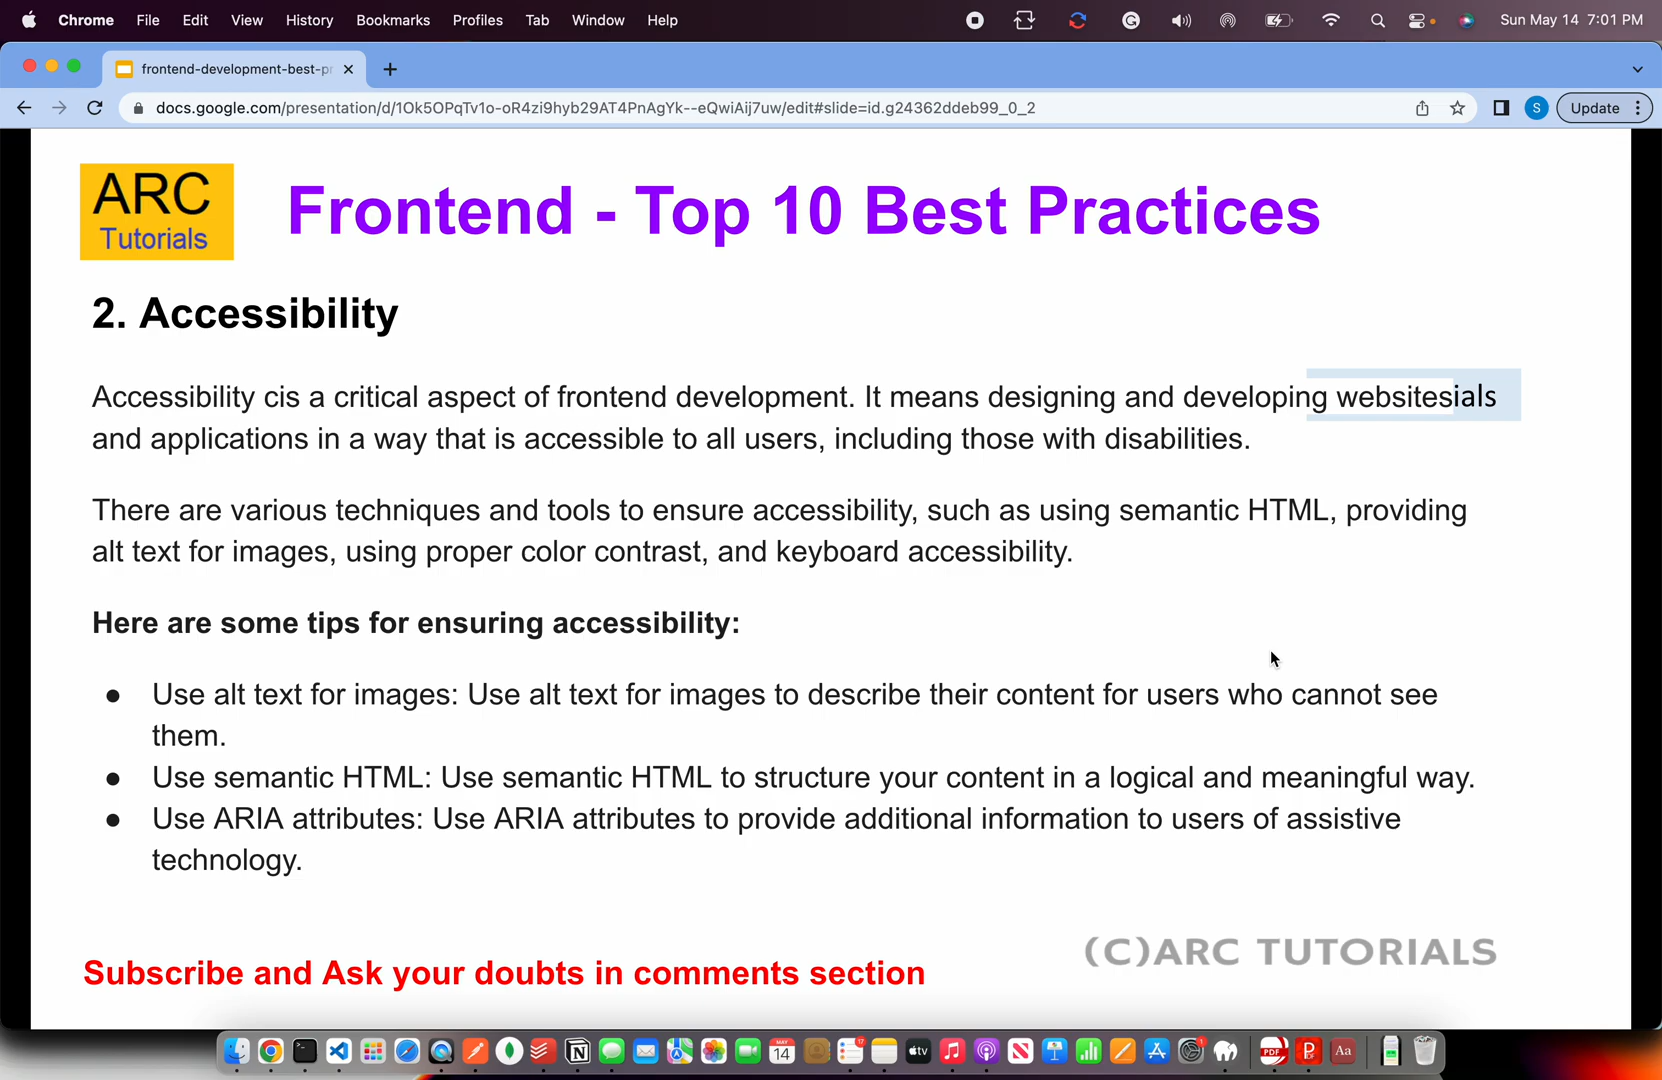 Chrome File Edit View History Bookmarks Profiles Tab Window Help Sun May 14 7:01 PM
frontend-development-best-pr
docs.google.com/presentation/d/1Ok5OPqTv1o-oR4zi9hyb29AT4PnAgYk--eQwiAij7uw/edit#slide=id.g24362ddeb99_0_2 S Update
ARC
Tutorials
Frontend - Top 10 Best Practices
2. Accessibility
Accessibility cis a critical aspect of frontend development. It means designing and developing websitesials
and applications in a way that is accessible to all users, including those with disabilities.
There are various techniques and tools to ensure accessibility, such as using semantic HTML, providing
alt text for images, using proper color contrast, and keyboard accessibility.
Here are some tips for ensuring accessibility:
● Use alt text for images: Use alt text for images to describe their content for users who cannot see
them.
● Use semantic HTML: Use semantic HTML to structure your content in a logical and meaningful way.
● Use ARIA attributes: Use ARIA attributes to provide additional information to users of assistive
technology.
(C)ARC TUTORIALS
Subscribe and Ask your doubts in comments section
MAY
14
17
tv
1
PDF
P
Aa